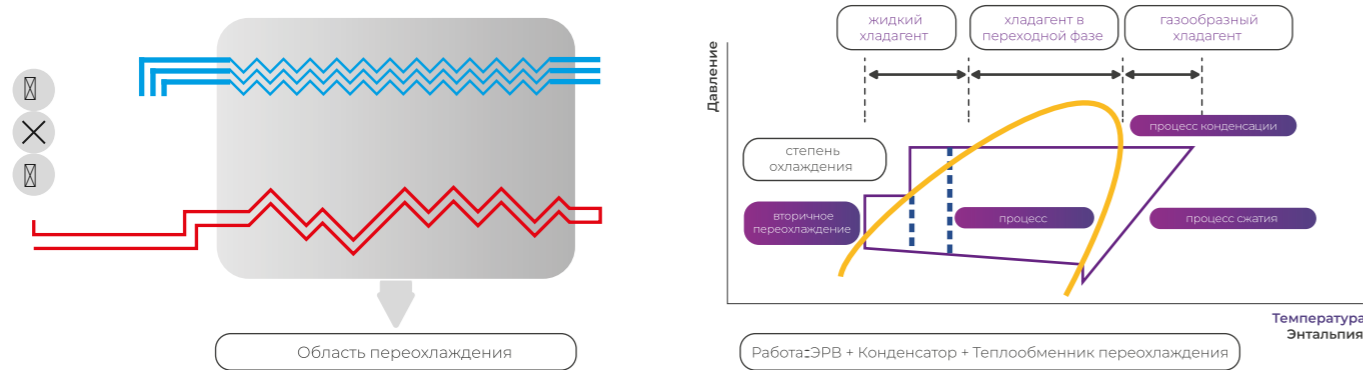 жидкий
хладагент
хладагент в
переходной фазе
газообразный
хладагент
Давление
процесс конденсации
степень
охлаждения
вторичное
переохлаждение
процесс
процесс сжатия
Температура
Энтальпия
Область переохлаждения
Работа:ЭРВ + Конденсатор + Теплообменник переохлаждения